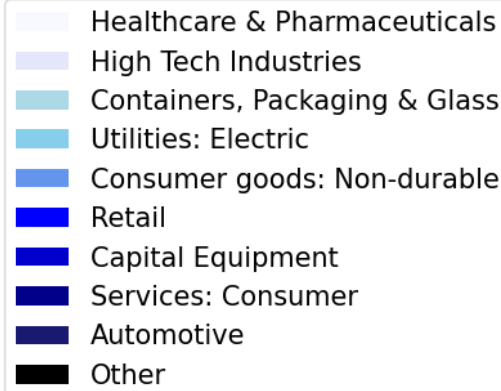 Healthcare & Pharmaceuticals
High Tech Industries
Containers, Packaging & Glass
Utilities: Electric
Consumer goods: Non-durable
Retail
Capital Equipment
Services: Consumer
Automotive
Other